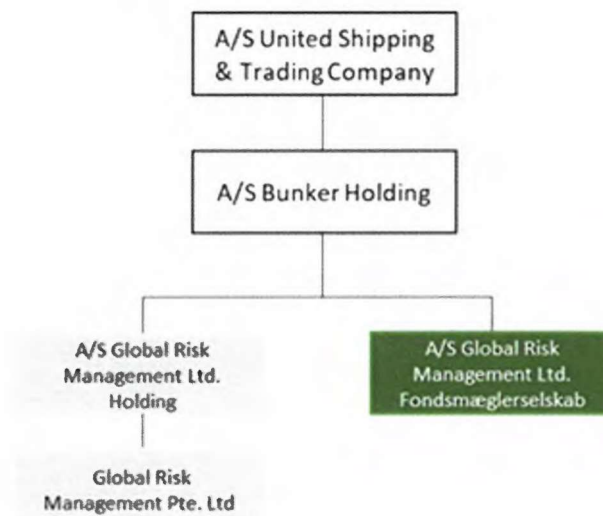 A/S United Shipping
& Trading Company
A/S Bunker Holding
A/S Global Risk
Management Ltd.
Holding
A/S Global Risk
Management Ltd.
Fondsmæglerselskab
Global Risk
Management Pte. Ltd